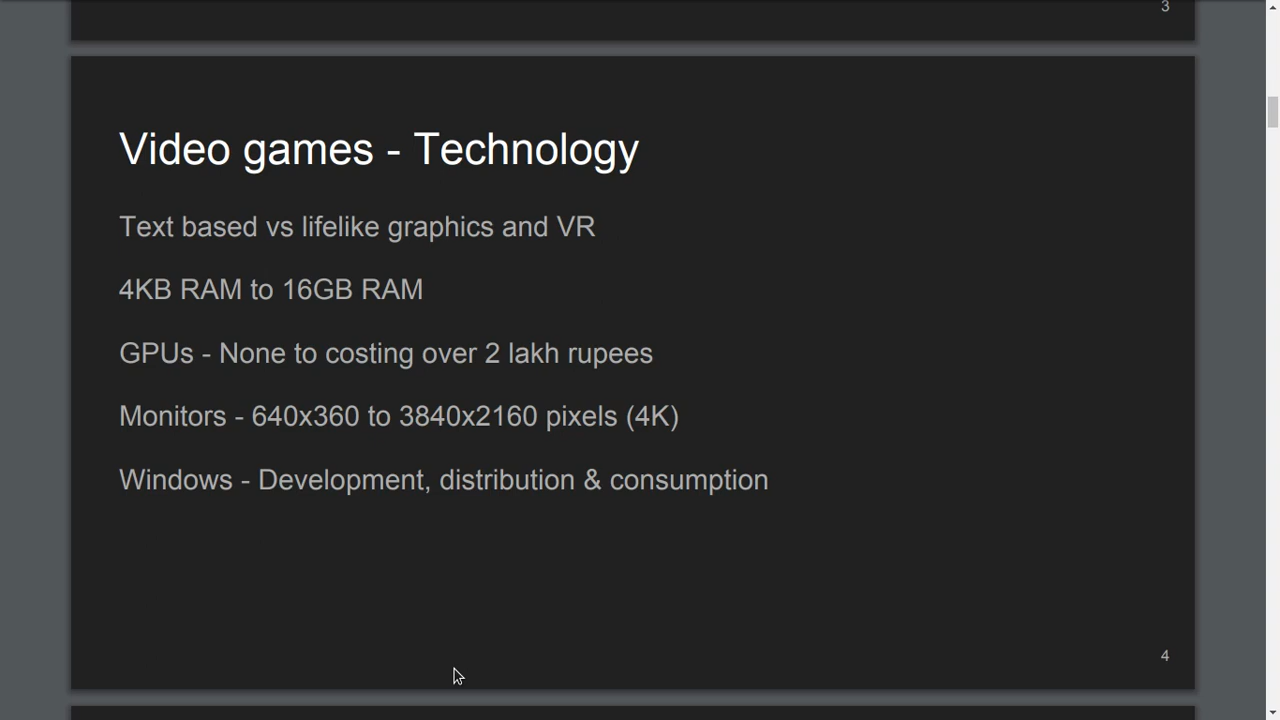 3
Video games - Technology
Text based vs lifelike graphics and VR
4KB RAM to 16GB RAM
GPUs - None to costing over 2 lakh rupees
Monitors - 640x360 to 3840x2160 pixels (4K)
Windows - Development, distribution & consumption
4